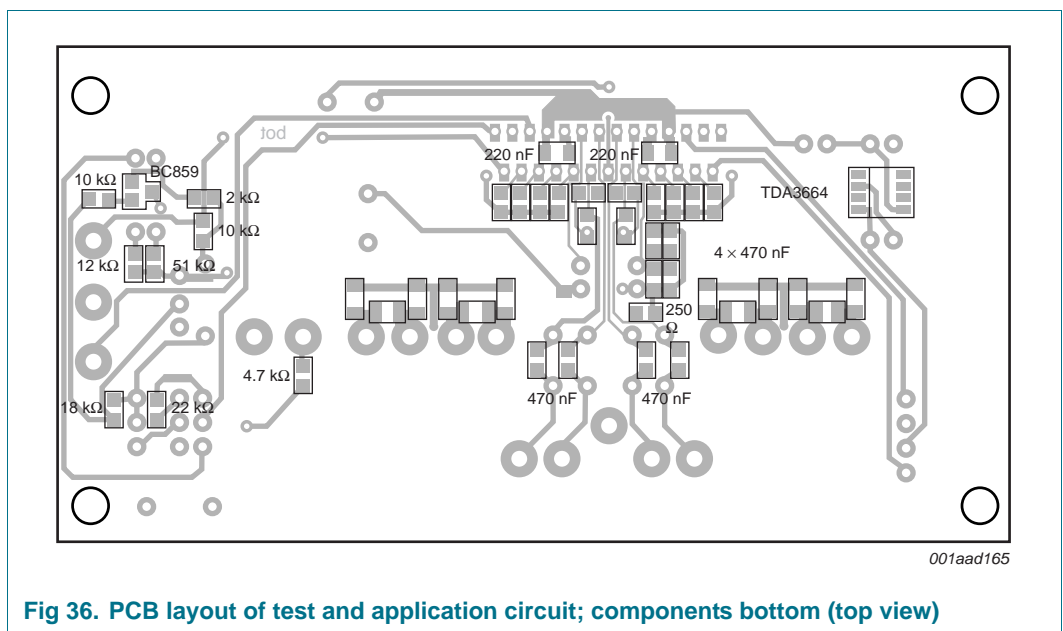 tod
220 nF
220 nF
BC859
10 kΩ
2 kΩ
TDA3664
10 kΩ
4 × 470 nF
12 kΩ
51 kΩ
250
Ω
4.7 kΩ
470 nF
470 nF
18 kΩ
22 kΩ
001aad165
Fig 36. PCB layout of test and application circuit; components bottom (top view)